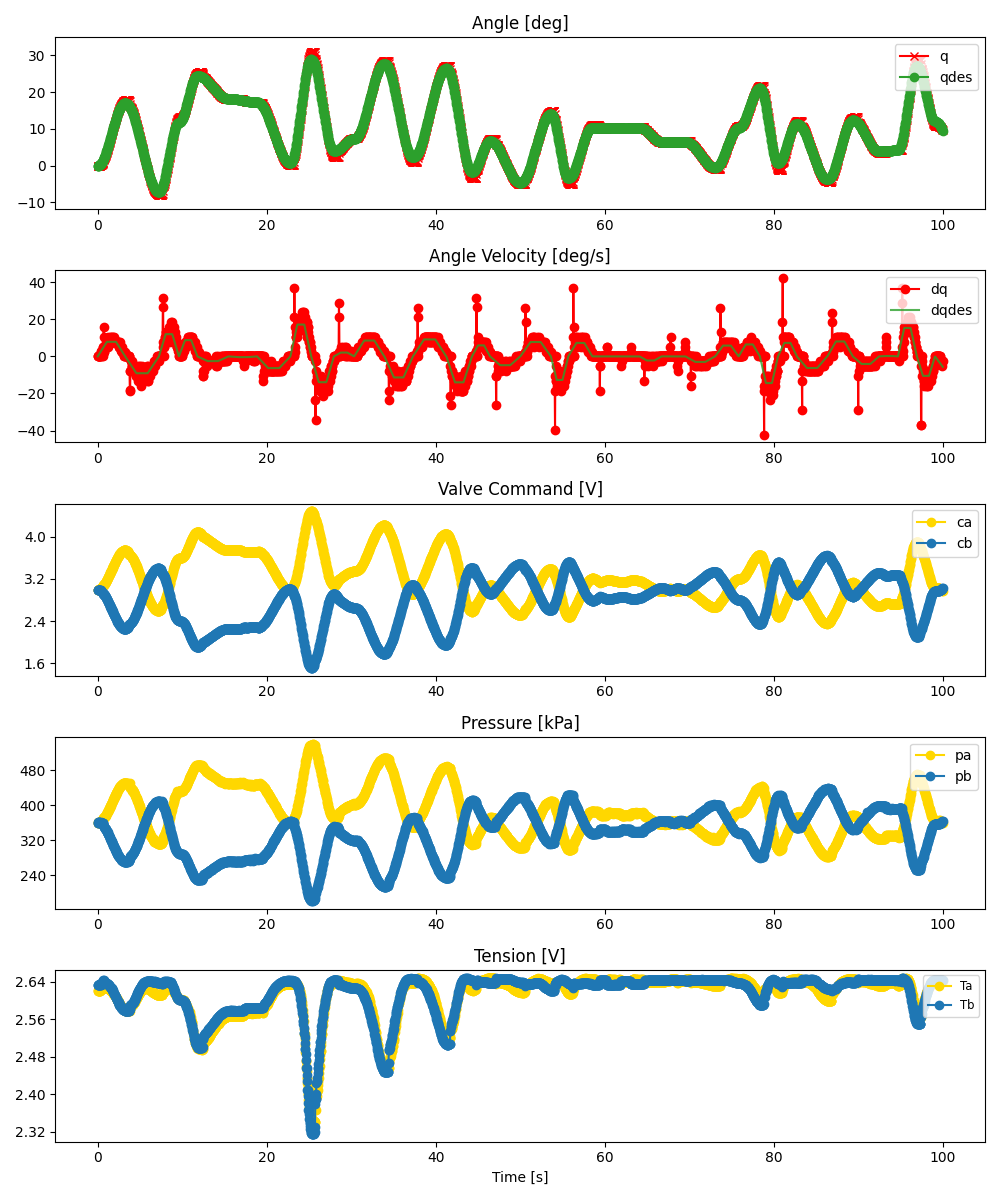 Angle [deg]
30
20
10
0
−10
q
qdes
0 20 40 60 80 100
Angle Velocity [deg/s]
40
20
0
−20
−40
dq
dqdes
0 20 40 60 80 100
Valve Command [V]
4.0
3.2
2.4
1.6
ca
cb
0 20 40 60 80 100
Pressure [kPa]
480
400
320
240
pa
pb
0 20 40 60 80 100
Tension [V]
2.64
2.56
2.48
2.40
2.32
Ta
Tb
0 20 40 60 80 100
Time [s]